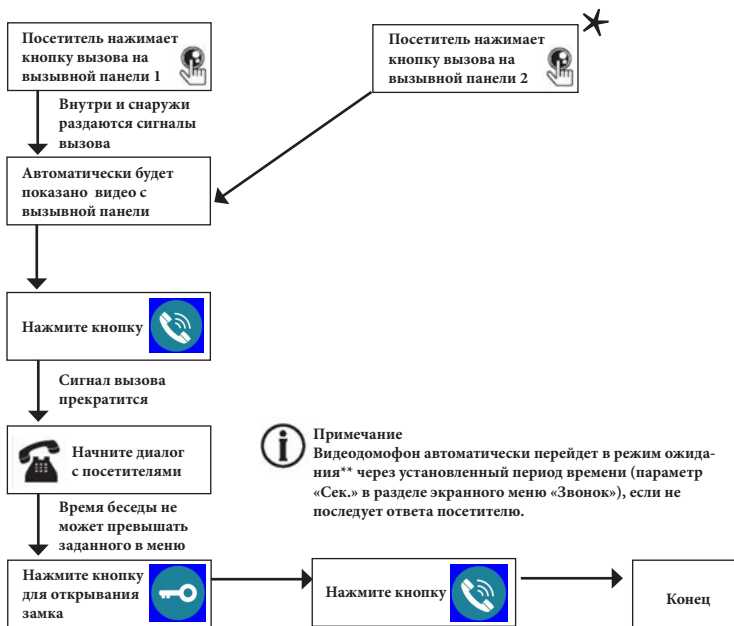 Посетитель нажимает
кнопку вызова на
вызывной панели 1
Посетитель нажимает
кнопку вызова на
вызывной панели 2
Внутри и снаружи
раздаются сигналы
вызова
Автоматически будет
показано видео с
вызывной панели
Нажмите кнопку
Сигнал вызова
прекратится
Начните диалог
с посетителями
Примечание
Видеодомофон автоматически перейдет в режим ожида-
ния** через установленный период времени (параметр
«Сек.» в разделе экранного меню «Звонок»), если не
последует ответа посетителю.
Время беседы не
может превышать
заданного в меню
Нажмите кнопку
для открывания
замка
Нажмите кнопку
Конец